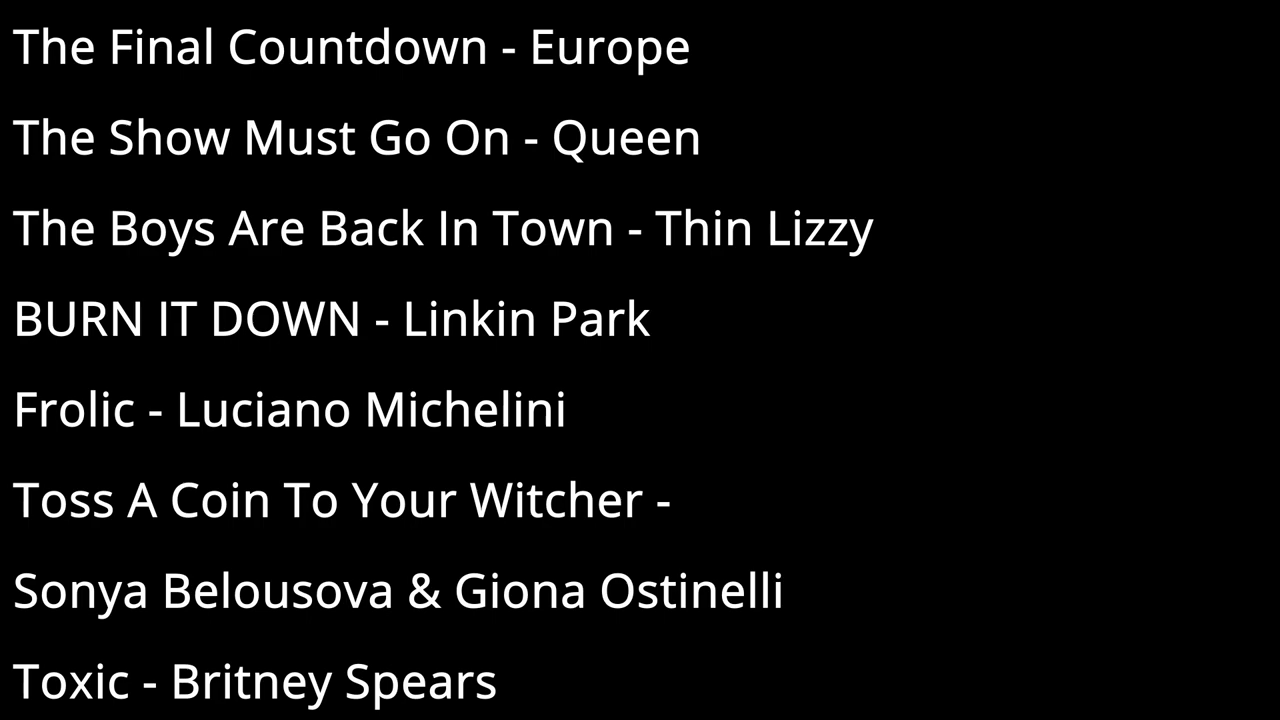 The Final Countdown - Europe
The Show Must Go On - Queen
The Boys Are Back In Town - Thin Lizzy
BURN IT DOWN - Linkin Park
Frolic - Luciano Michelini
Toss A Coin To Your Witcher -
Sonya Belousova & Giona Ostinelli
Toxic - Britney Spears